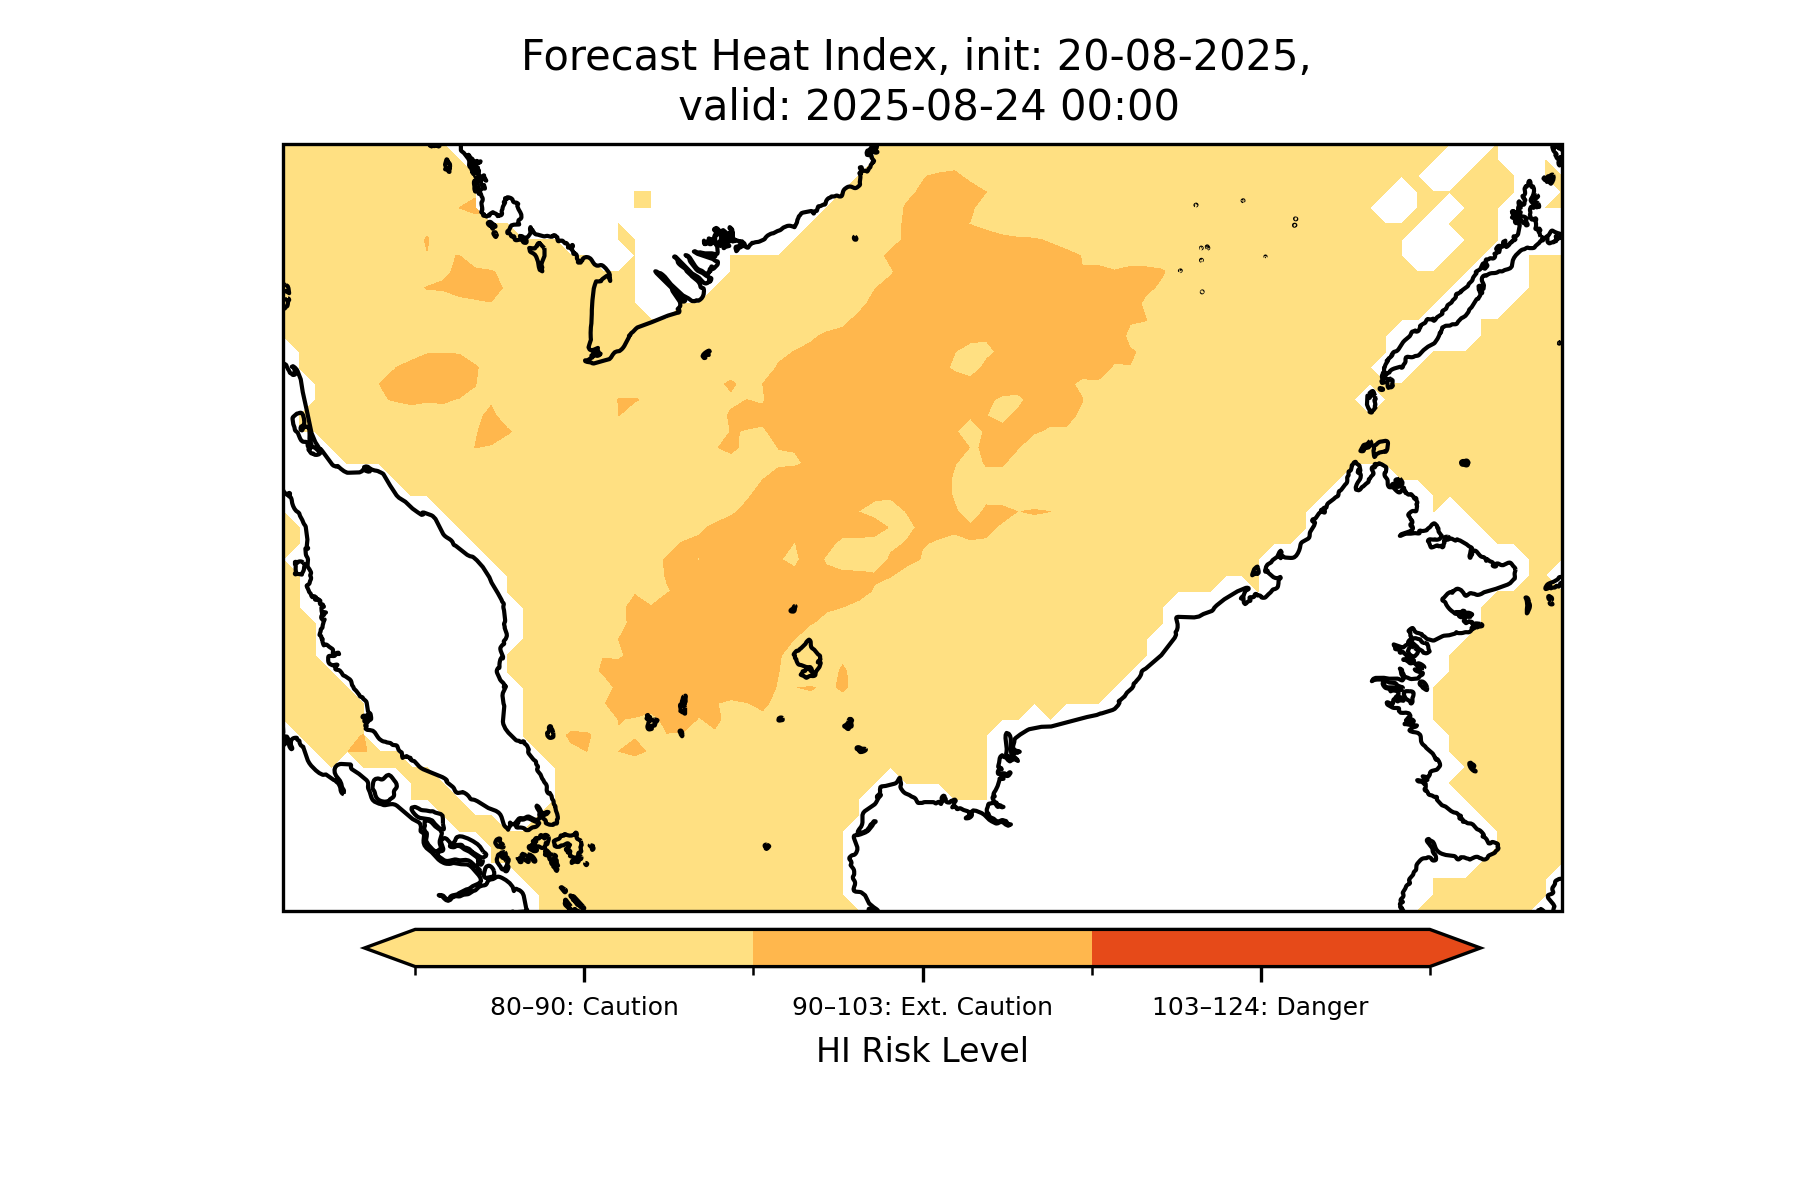 Forecast Heat Index, init: 20-08-2025,
valid: 2025-08-24 00:00
80–90: Caution
90–103: Ext. Caution
103–124: Danger
HI Risk Level